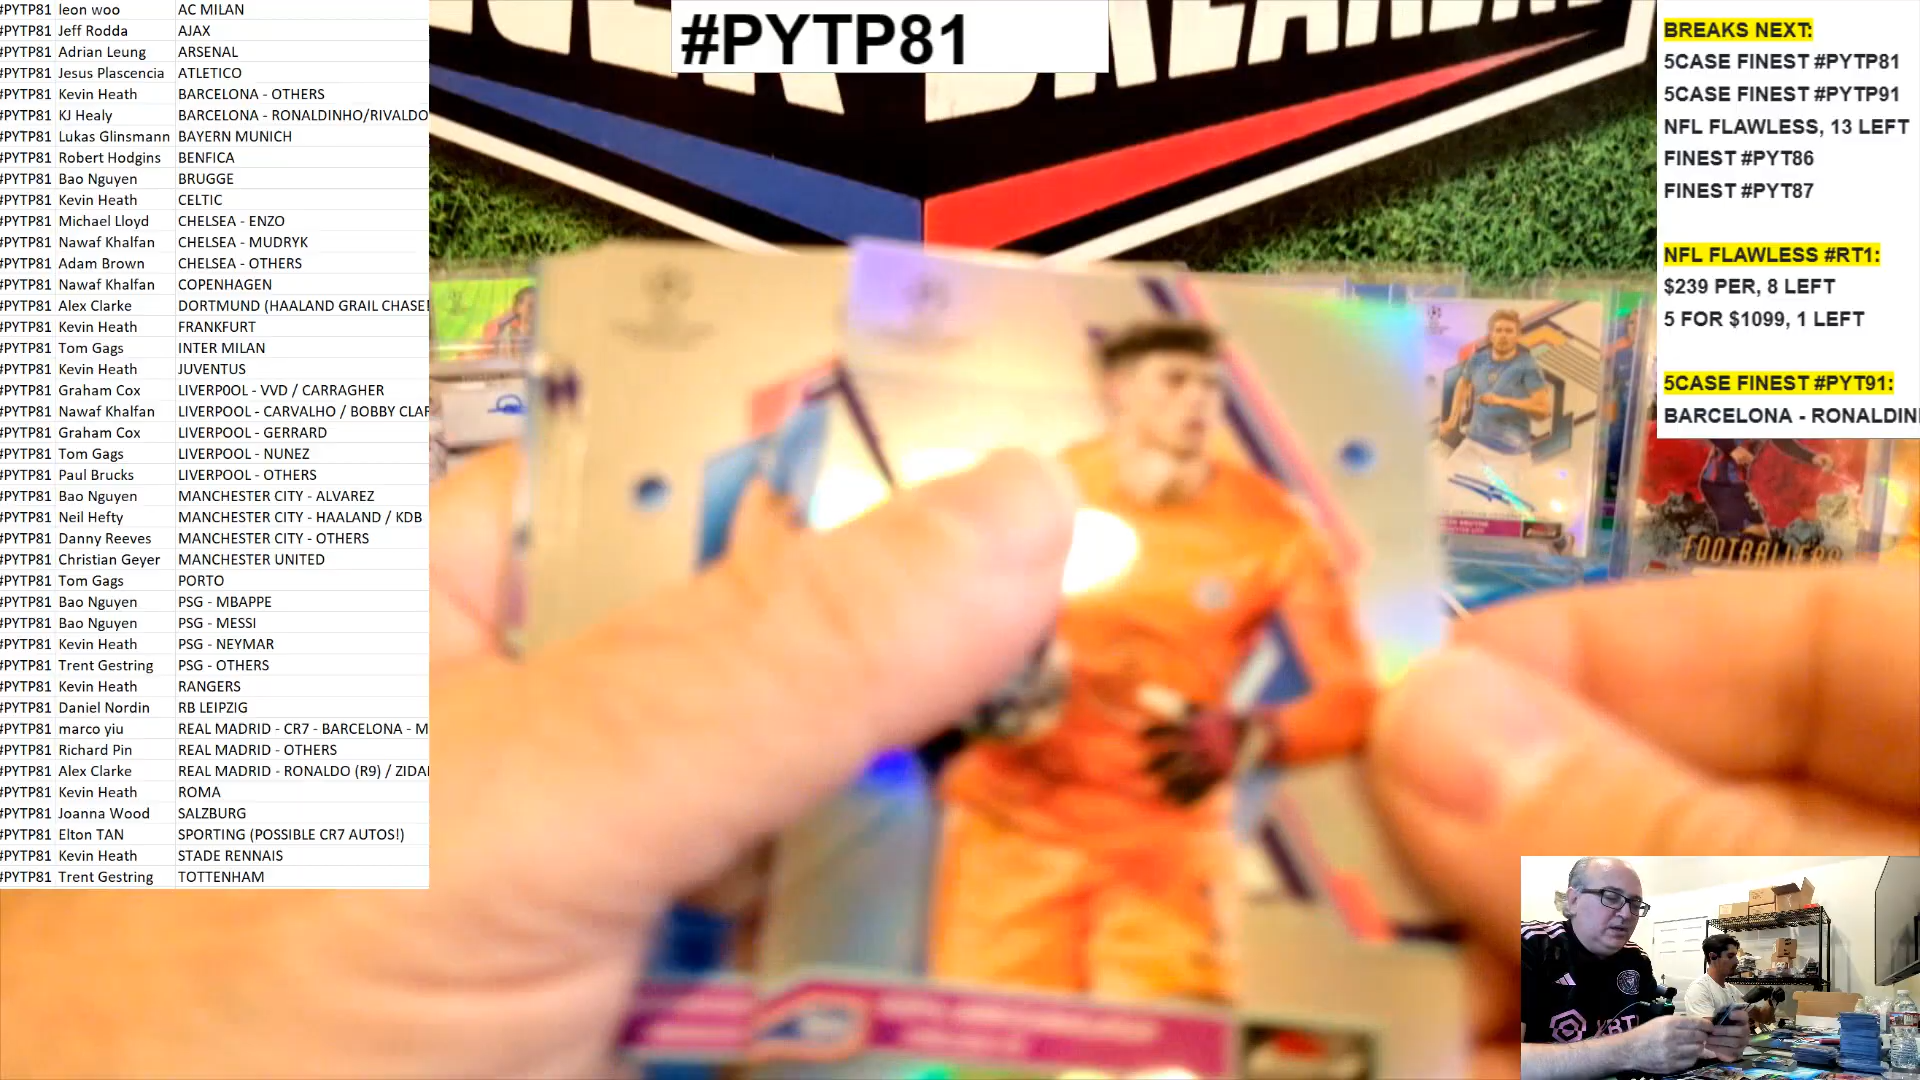 #PYTP81 leon woo AC MILAN
#PYTP81 Jeff Rodda AJAX
#PYTP81 Adrian Leung ARSENAL
#PYTP81 Jesus Plascencia ATLETICO
#PYTP81 Kevin Heath BARCELONA - OTHERS
#PYTP81 KJ Healy BARCELONA - RONALDINHO/RIVALDO
#PYTP81 Lukas Glinsmann BAYERN MUNICH
#PYTP81 Robert Hodgins BENFICA
#PYTP81 Bao Nguyen BRUGGE
#PYTP81 Kevin Heath CELTIC
#PYTP81 Michael Lloyd CHELSEA - ENZO
#PYTP81 Nawaf Khalfan CHELSEA - MUDRYK
#PYTP81 Adam Brown CHELSEA - OTHERS
#PYTP81 Nawaf Khalfan COPENHAGEN
#PYTP81 Alex Clarke DORTMUND (HAALAND GRAIL CHASE!
#PYTP81 Kevin Heath FRANKFURT
#PYTP81 Tom Gags INTER MILAN
#PYTP81 Kevin Heath JUVENTUS
#PYTP81 Graham Cox LIVERPOOL - VVD / CARRAGHER
#PYTP81 Nawaf Khalfan LIVERPOOL - CARVALHO / BOBBY CLAR
#PYTP81 Graham Cox LIVERPOOL - GERRARD
#PYTP81 Tom Gags LIVERPOOL - NUNEZ
#PYTP81 Paul Brucks LIVERPOOL - OTHERS
#PYTP81 Bao Nguyen MANCHESTER CITY - ALVAREZ
#PYTP81 Neil Hefty MANCHESTER CITY - HAALAND / KDB
#PYTP81 Danny Reeves MANCHESTER CITY - OTHERS
#PYTP81 Christian Geyer MANCHESTER UNITED
#PYTP81 Tom Gags PORTO
#PYTP81 Bao Nguyen PSG - MBAPPE
#PYTP81 Bao Nguyen PSG - MESSI
#PYTP81 Kevin Heath PSG - NEYMAR
#PYTP81 Trent Gestring PSG - OTHERS
#PYTP81 Kevin Heath RANGERS
#PYTP81 Daniel Nordin RB LEIPZIG
#PYTP81 marco yiu REAL MADRID - CR7 - BARCELONA - M
#PYTP81 Richard Pin REAL MADRID - OTHERS
#PYTP81 Alex Clarke REAL MADRID - RONALDO (R9) / ZIDA
#PYTP81 Kevin Heath ROMA
#PYTP81 Joanna Wood SALZBURG
#PYTP81 Elton TAN SPORTING (POSSIBLE CR7 AUTOS!)
#PYTP81 Kevin Heath STADE RENNAIS
#PYTP81 Trent Gestring TOTTENHAM
#PYTP81
BREAKS NEXT:
5CASE FINEST #PYTP81
5CASE FINEST #PYTP91
NFL FLAWLESS, 13 LEFT
FINEST #PYT86
FINEST #PYT87
NFL FLAWLESS #RT1:
$239 PER, 8 LEFT
5 FOR $1099, 1 LEFT
5CASE FINEST #PYT91:
BARCELONA - RONALDIN
FOOTBALLERS